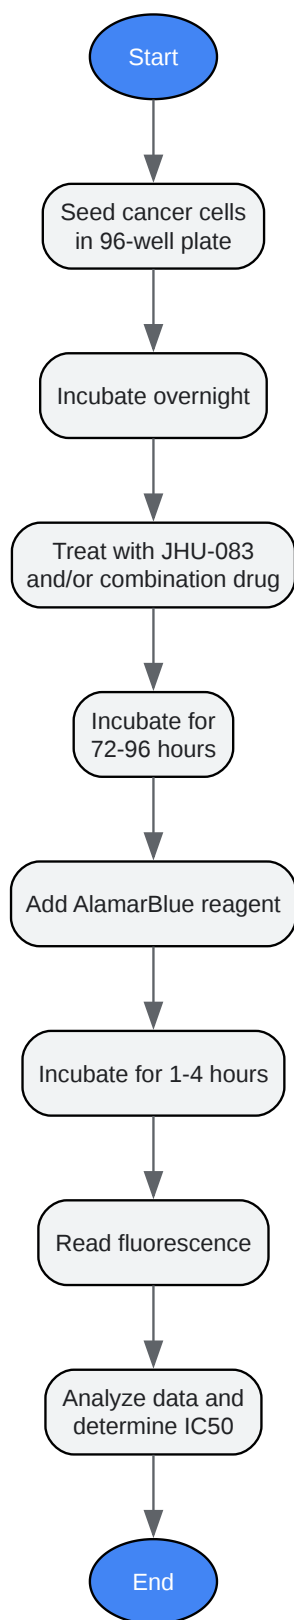 Start
Seed cancer cells
in 96-well plate
Incubate overnight
Treat with JHU-083
and/or combination drug
Incubate for
72-96 hours
Add AlamarBlue reagent
Incubate for 1-4 hours
Read fluorescence
Analyze data and
determine IC50
End